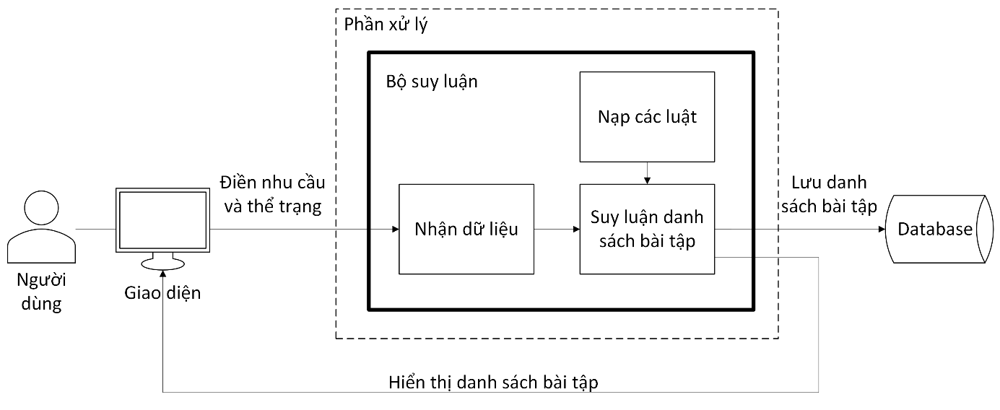 Phần xử lý
Bộ suy luận
Nạp các luật
Điền nhu cầu
và thể trạng
Nhận dữ liệu
Suy luận danh
sách bài tập
Lưu danh
sách bài tập
Database
Người
dùng
Giao diện
Hiển thị danh sách bài tập